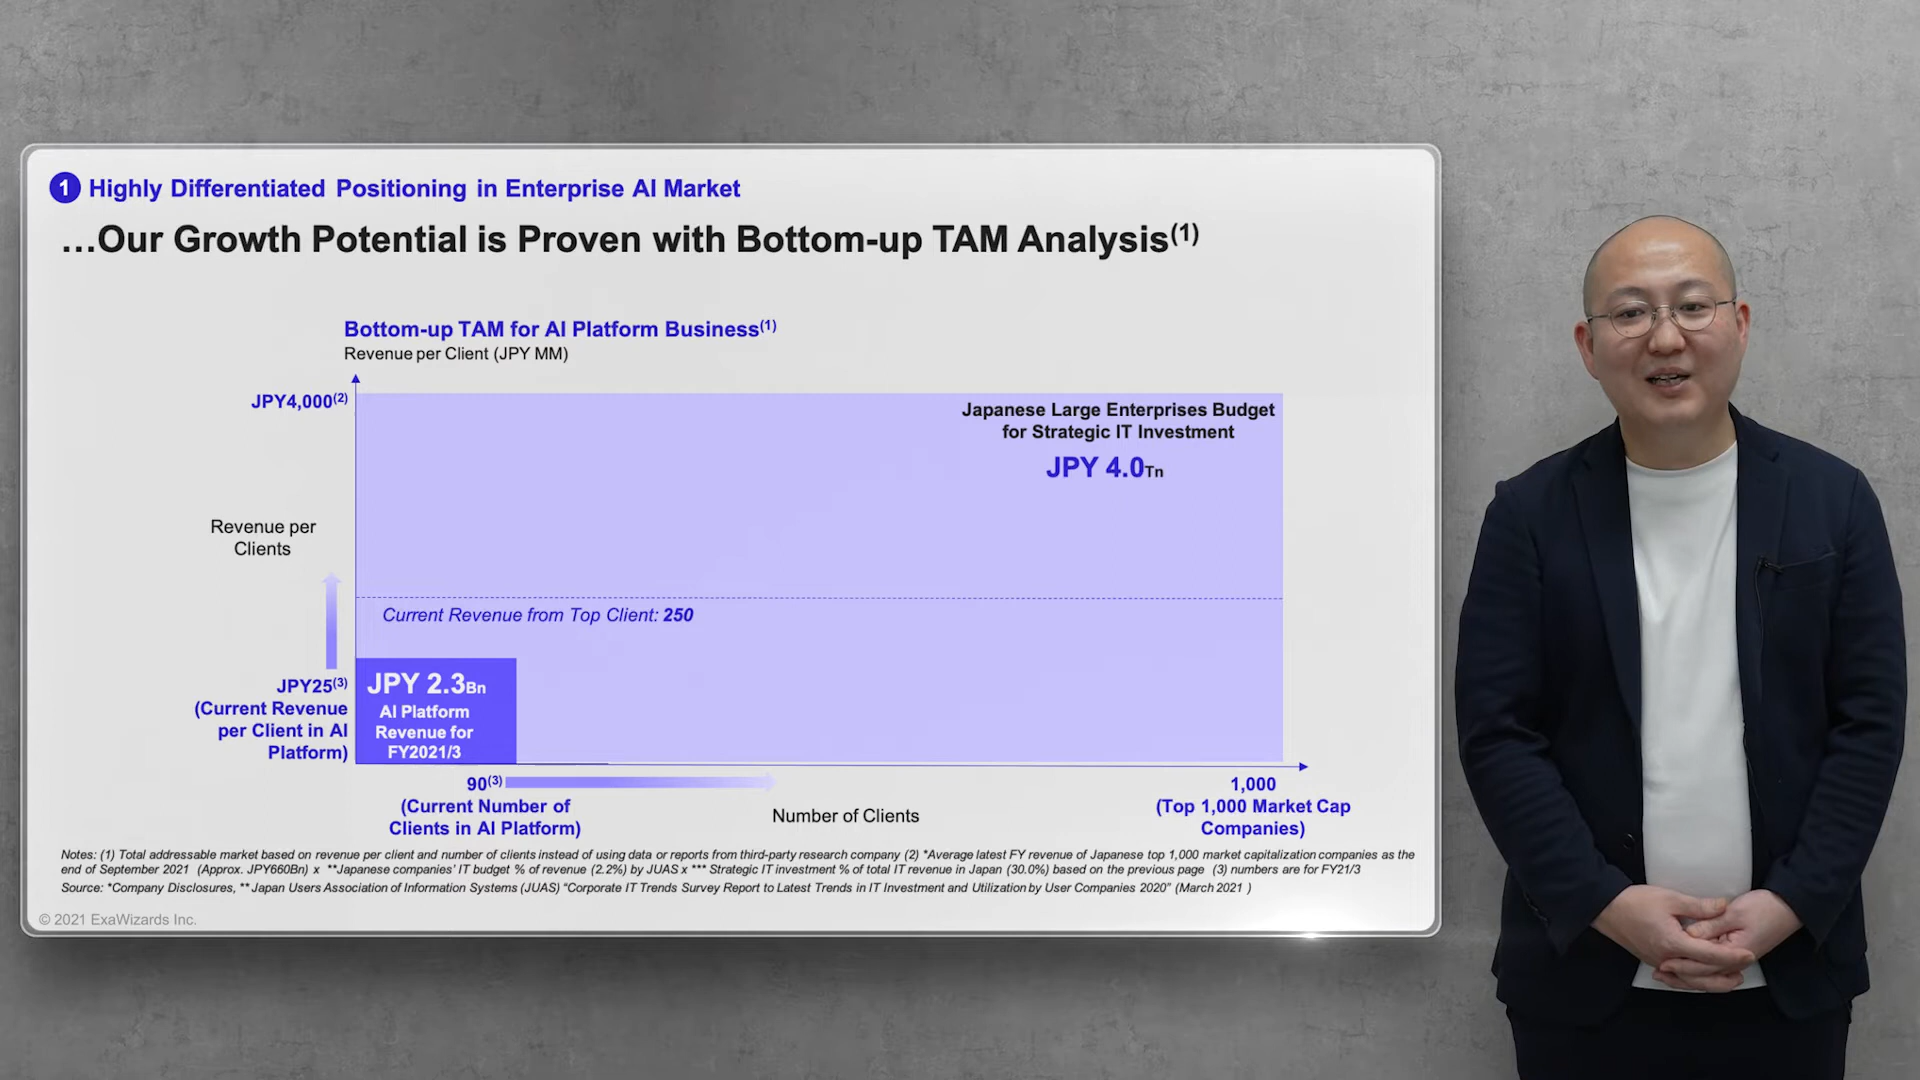 1 Highly Differentiated Positioning in Enterprise AI Market
…Our Growth Potential is Proven with Bottom-up TAM Analysis(1)
Bottom-up TAM for AI Platform Business(1)
Revenue per Client (JPY MM)
JPY4,000(2)
Japanese Large Enterprises Budget
for Strategic IT Investment
JPY 4.0Tn
Revenue per
Clients
Current Revenue from Top Client: 250
JPY25(3)
(Current Revenue
per Client in AI
Platform)
JPY 2.3Bn
AI Platform
Revenue for
FY2021/3
90(3)
(Current Number of
Clients in AI Platform)
Number of Clients
1,000
(Top 1,000 Market Cap
Companies)
Notes: (1) Total addressable market based on revenue per client and number of clients instead of using data or reports from third-party research company (2) *Average latest FY revenue of Japanese top 1,000 market capitalization companies as the
end of September 2021 (Approx. JPY660Bn) x **Japanese companies' IT budget % of revenue (2.2%) by JUAS x *** Strategic IT investment % of total IT revenue in Japan (30.0%) based on the previous page (3) numbers are for FY21/3
Source: *Company Disclosures, ** Japan Users Association of Information Systems (JUAS) “Corporate IT Trends Survey Report to Latest Trends in IT Investment and Utilization by User Companies 2020” (March 2021 )
© 2021 ExaWizards Inc.